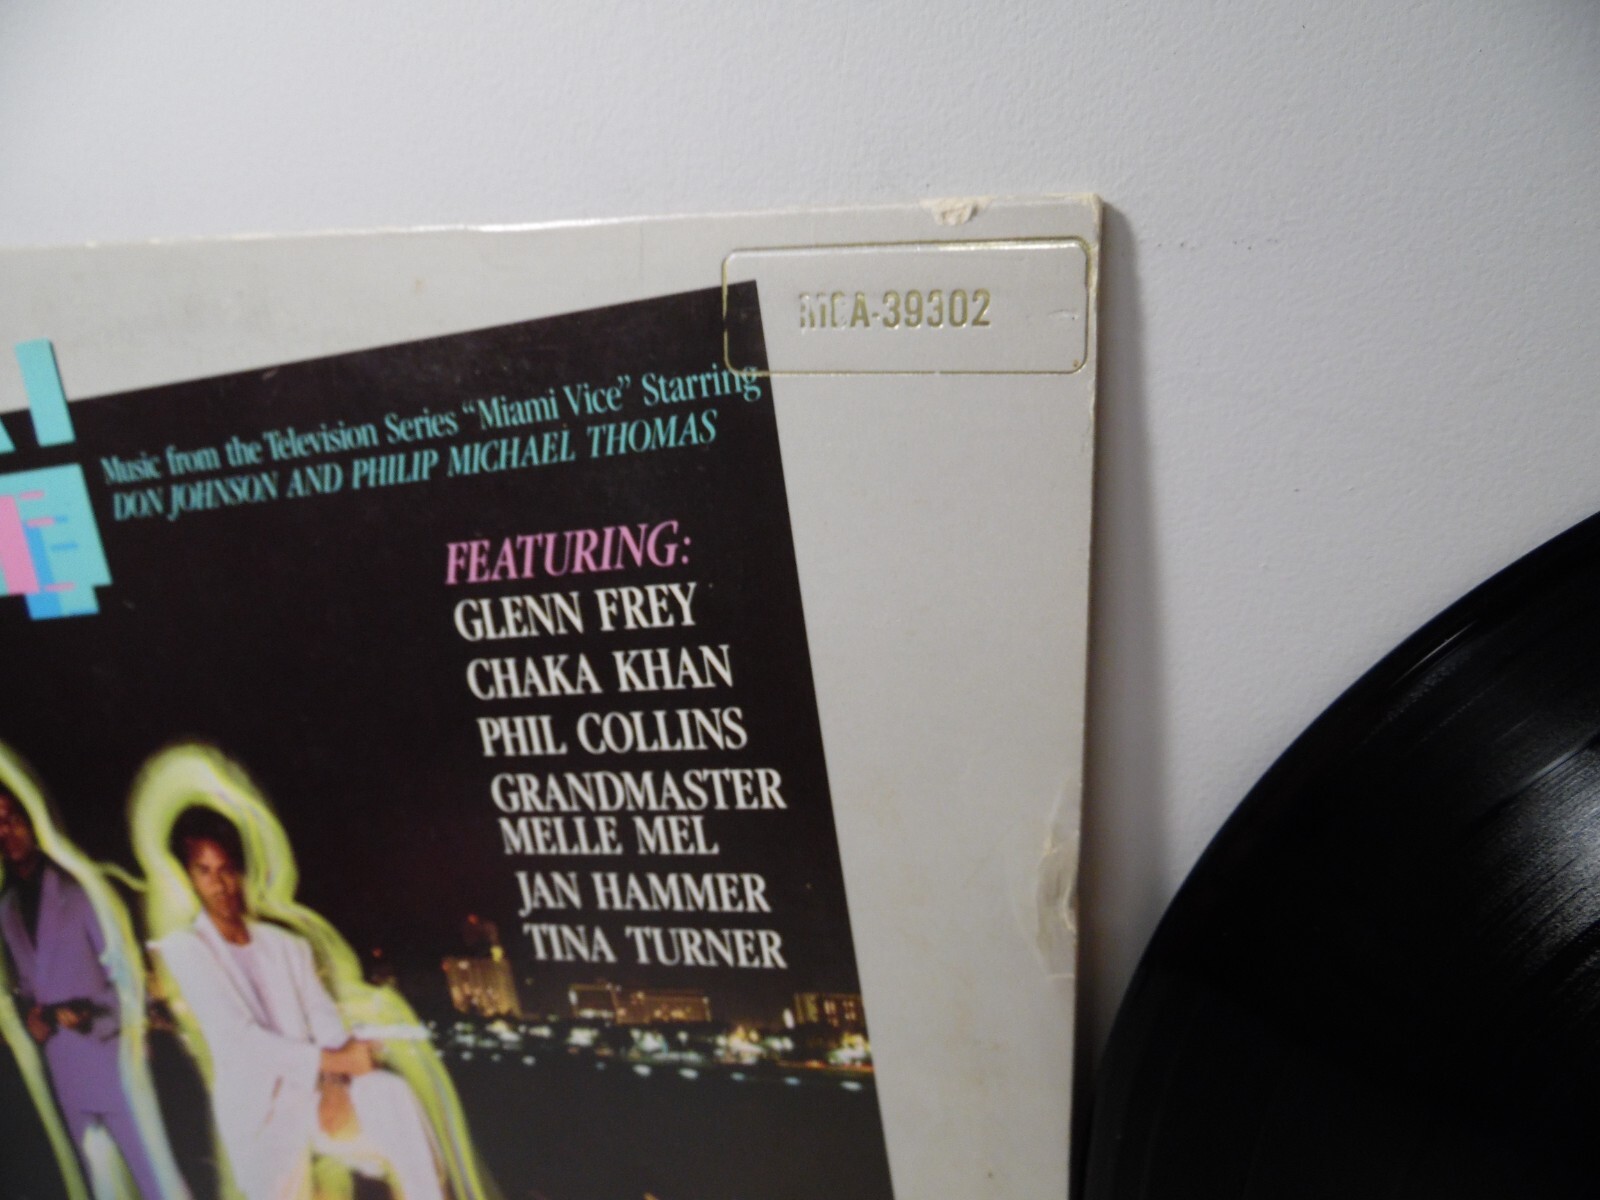 MCA-39302
Music from the Television Series “Miami Vice” Starring
DON JOHNSON AND PHILIP MICHAEL THOMAS
FEATURING:
GLENN FREY
CHAKA KHAN
PHIL COLLINS
GRANDMASTER
MELLE MEL
JAN HAMMER
TINA TURNER